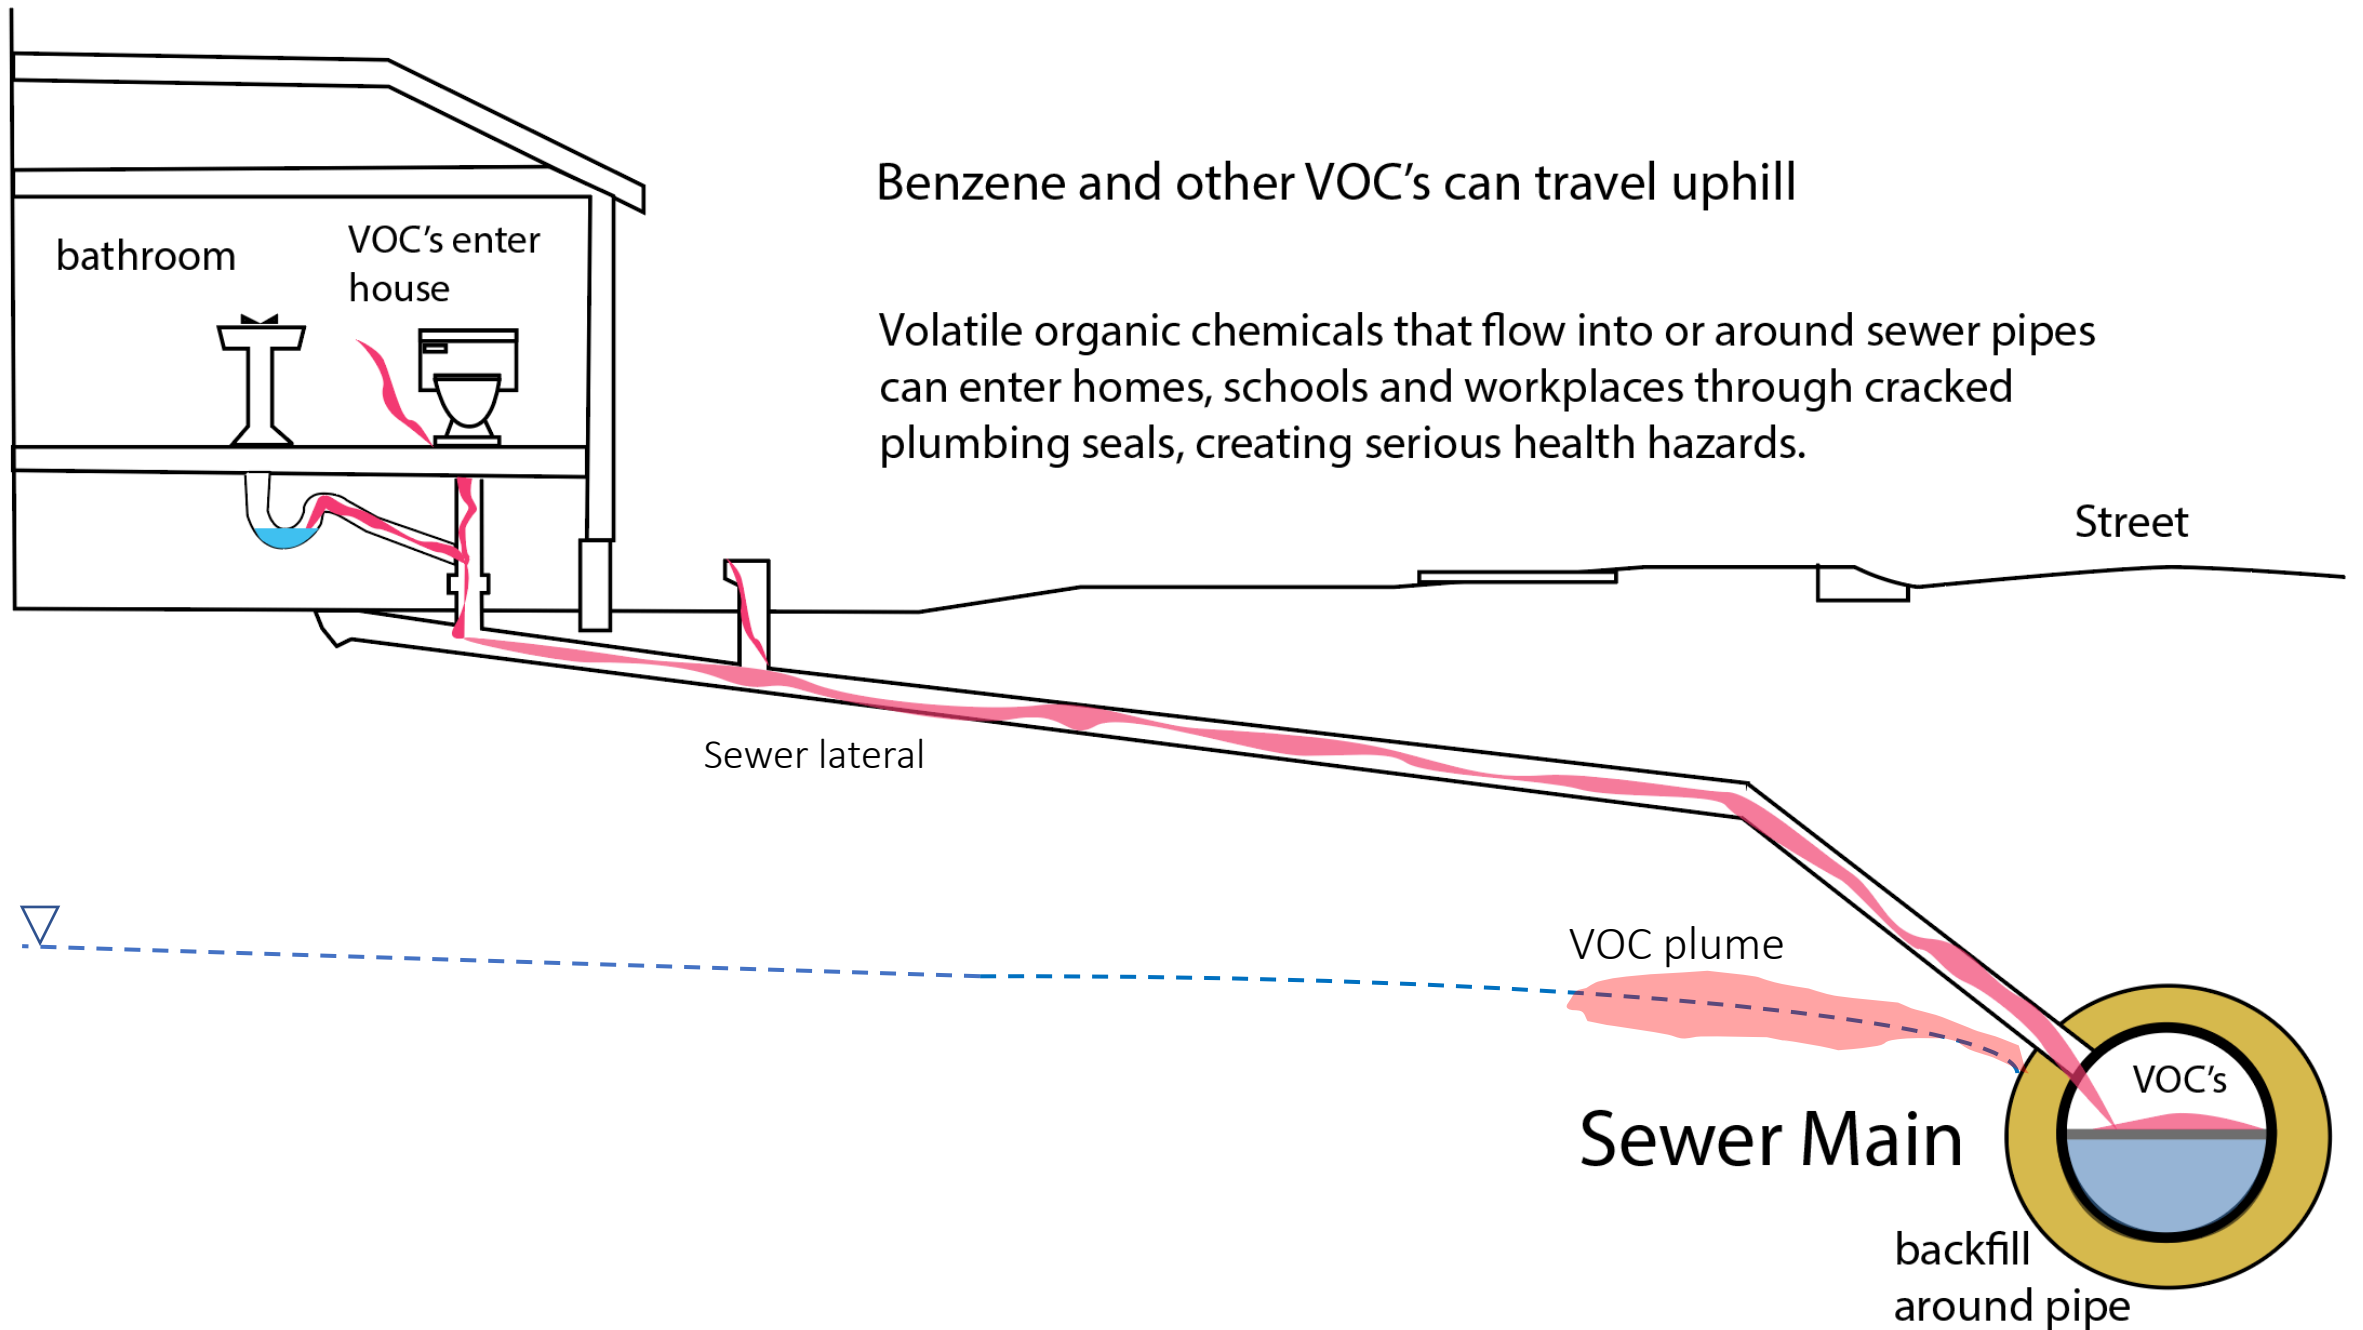 Benzene and other VOC’s can travel uphill
bathroom
VOC’s enter
house
Volatile organic chemicals that flow into or around sewer pipes
can enter homes, schools and workplaces through cracked
plumbing seals, creating serious health hazards.
Street
Sewer lateral
VOC plume
VOC’s
Sewer Main
backfill
around pipe